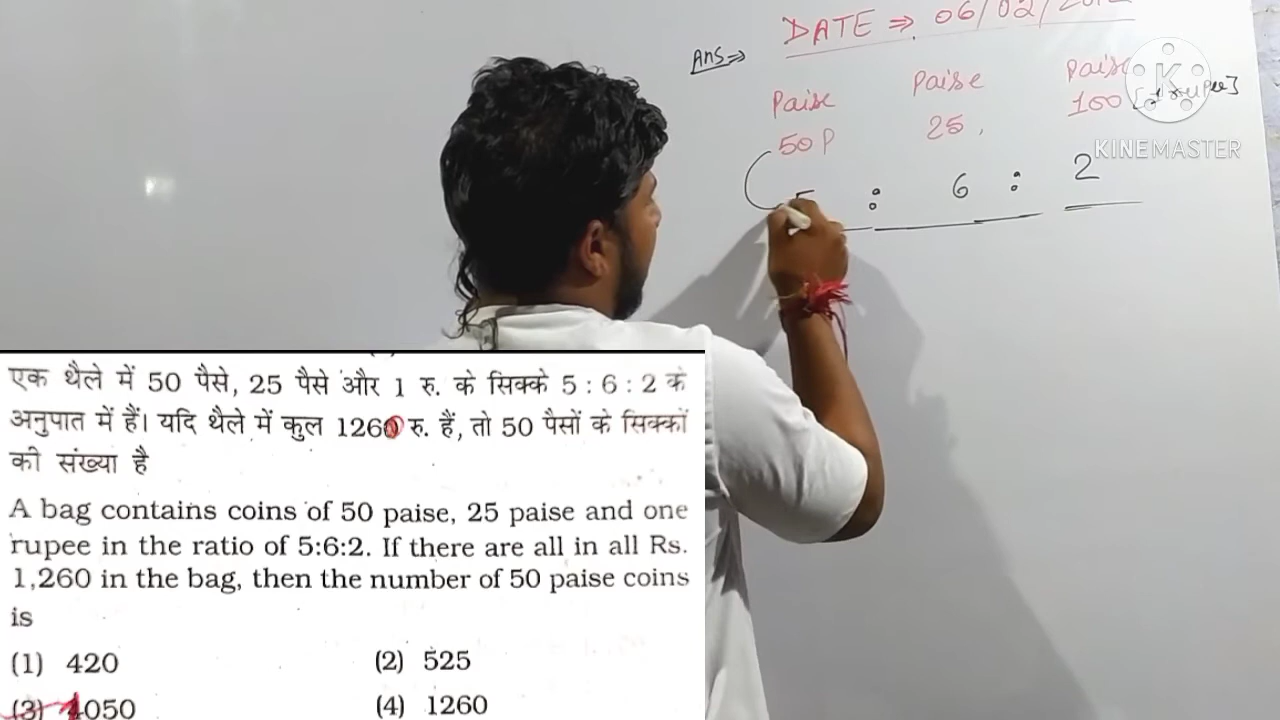 DATE ⇒ 06/02/
Ans ⇒
Paise Paise Paise
50P 25, 100 [1 rupee]
5 : 6 : 2
K
KINEMASTER
एक थैले में 50 पैसे, 25 पैसे और 1 रु. के सिक्के 5 : 6 : 2 के
अनुपात में हैं। यदि थैले में कुल 1260 रु. हैं, तो 50 पैसों के सिक्कों
की संख्या है
A bag contains coins of 50 paise, 25 paise and one
rupee in the ratio of 5:6:2. If there are all in all Rs.
1,260 in the bag, then the number of 50 paise coins
is
(1) 420 (2) 525
(3) 1050 (4) 1260